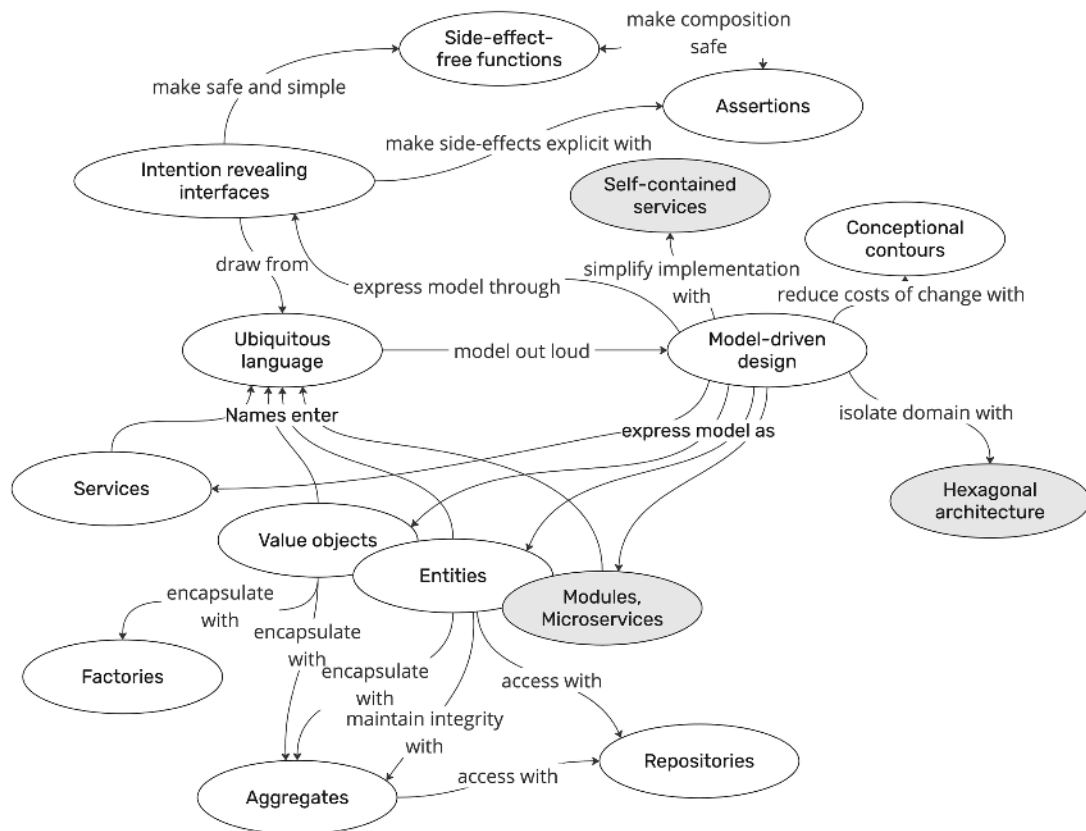 Side-effect-
free functions
make composition
safe
make safe and simple
Assertions
make side-effects explicit with
Intention revealing
interfaces
Self-contained
services
Conceptional
contours
draw from
express model through
simplify implementation
with
reduce costs of change with
Ubiquitous
language
model out loud
Model-driven
design
Names enter
express model as
isolate domain with
Services
Hexagonal
architecture
Value objects
Entities
Modules,
Microservices
encapsulate
with
encapsulate
with
Factories
encapsulate
with
access with
maintain integrity
with
Repositories
access with
Aggregates